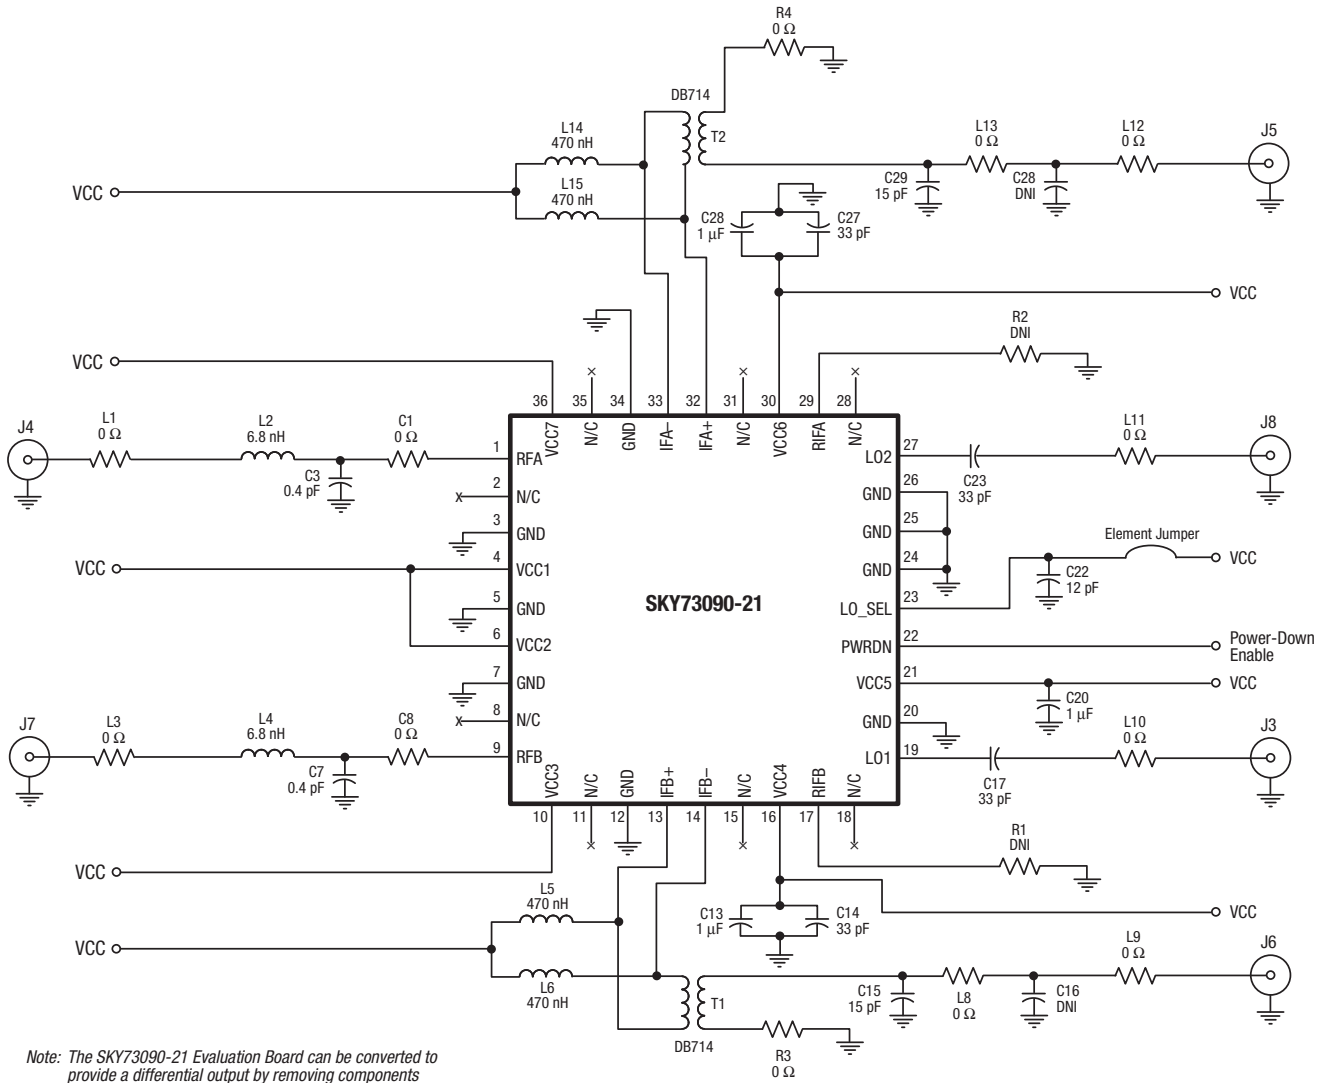 R4
0 Ω
DB714
T2
L14
470 nH
L15
470 nH
VCC
C29
15 pF
L13
0 Ω
C28
DNI
L12
0 Ω
J5
C28
1 µF
C27
33 pF
VCC
R2
DNI
VCC
36
35
34
33
32
31
30
29
28
VCC7
N/C
GND
IFA–
IFA+
N/C
VCC6
RIFA
N/C
J4
L1
0 Ω
L2
6.8 nH
C3
0.4 pF
C1
0 Ω
1
RFA
2
N/C
3
GND
VCC
4
VCC1
5
GND
6
VCC2
7
GND
8
N/C
J7
L3
0 Ω
L4
6.8 nH
C7
0.4 pF
C8
0 Ω
9
RFB
SKY73090-21
LO2
27
C23
33 pF
L11
0 Ω
J8
GND
26
GND
25
GND
24
LO_SEL
23
C22
12 pF
Element Jumper
VCC
PWRDN
22
Power-Down
Enable
VCC5
21
VCC
C20
1 µF
GND
20
LO1
19
C17
33 pF
L10
0 Ω
J3
VCC3
N/C
GND
IFB+
IFB–
N/C
VCC4
RIFB
N/C
10
11
12
13
14
15
16
17
18
R1
DNI
VCC
L5
470 nH
C13
1 µF
C14
33 pF
VCC
VCC
L6
470 nH
T1
DB714
C15
15 pF
L8
0 Ω
C16
DNI
L9
0 Ω
J6
R3
0 Ω
Note: The SKY73090-21 Evaluation Board can be converted to
provide a differential output by removing components